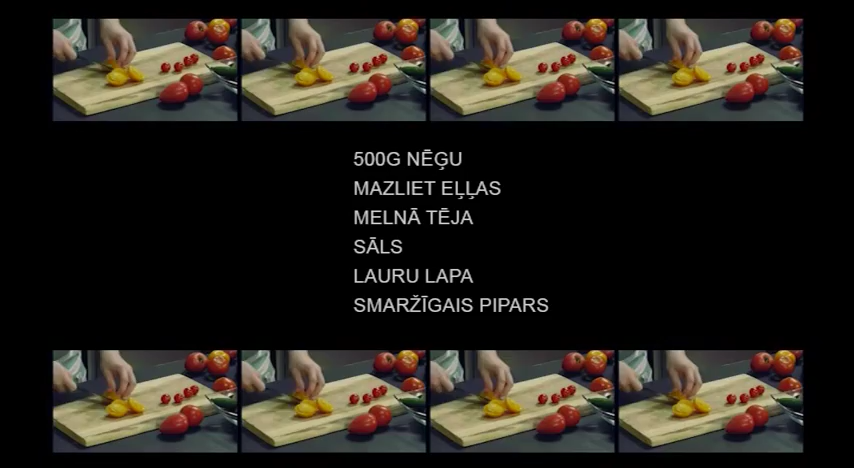 500G NĒĢU
MAZLIET EĻĻAS
MELNĀ TĒJA
SĀLS
LAURU LAPA
SMARŽĪGAIS PIPARS